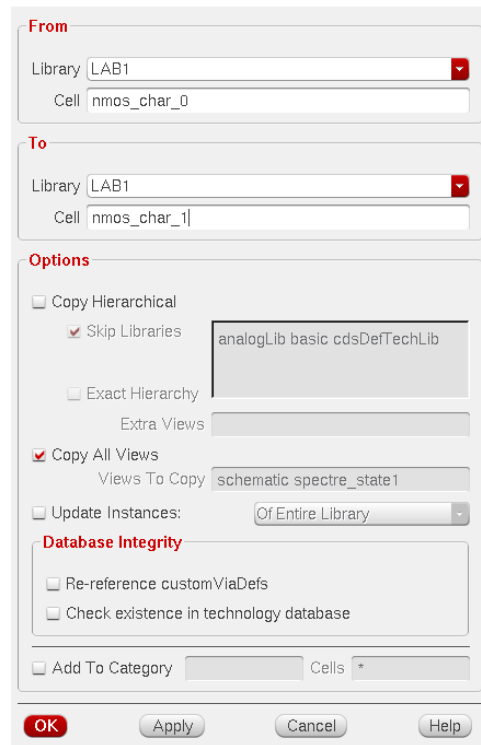 From
Library LAB1
Cell nmos_char_0
To
Library LAB1
Cell nmos_char_1
Options
Copy Hierarchical
Skip Libraries analogLib basic cdsDefTechLib
Exact Hierarchy
Extra Views
Copy All Views
Views To Copy schematic spectre_state1
Update Instances: Of Entire Library
Database Integrity
Re-reference customViaDefs
Check existence in technology database
Add To Category Cells *
OK Apply Cancel Help